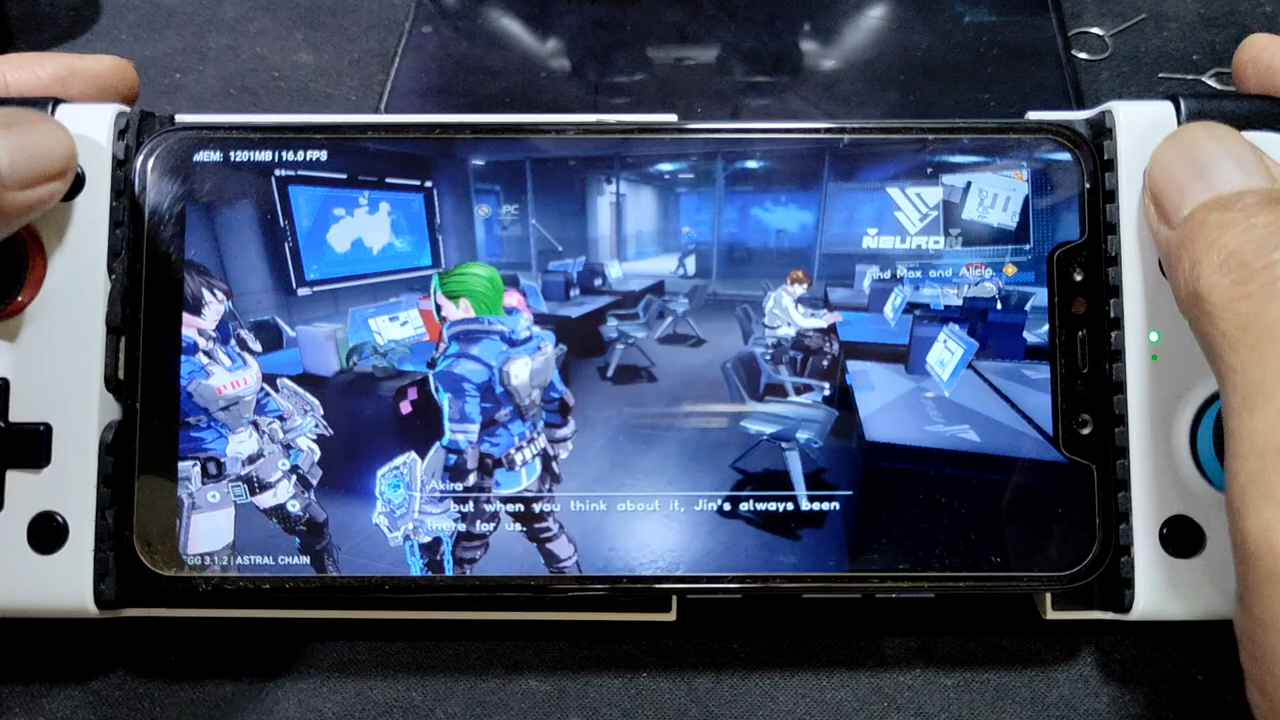 MEM: 1201MB | 16.0 FPS
PC
NEURON
Find Max and Alicia.
Akira
but when you think about it, Jin's always been
there for us.
EGG 3.1.2 | ASTRAL CHAIN